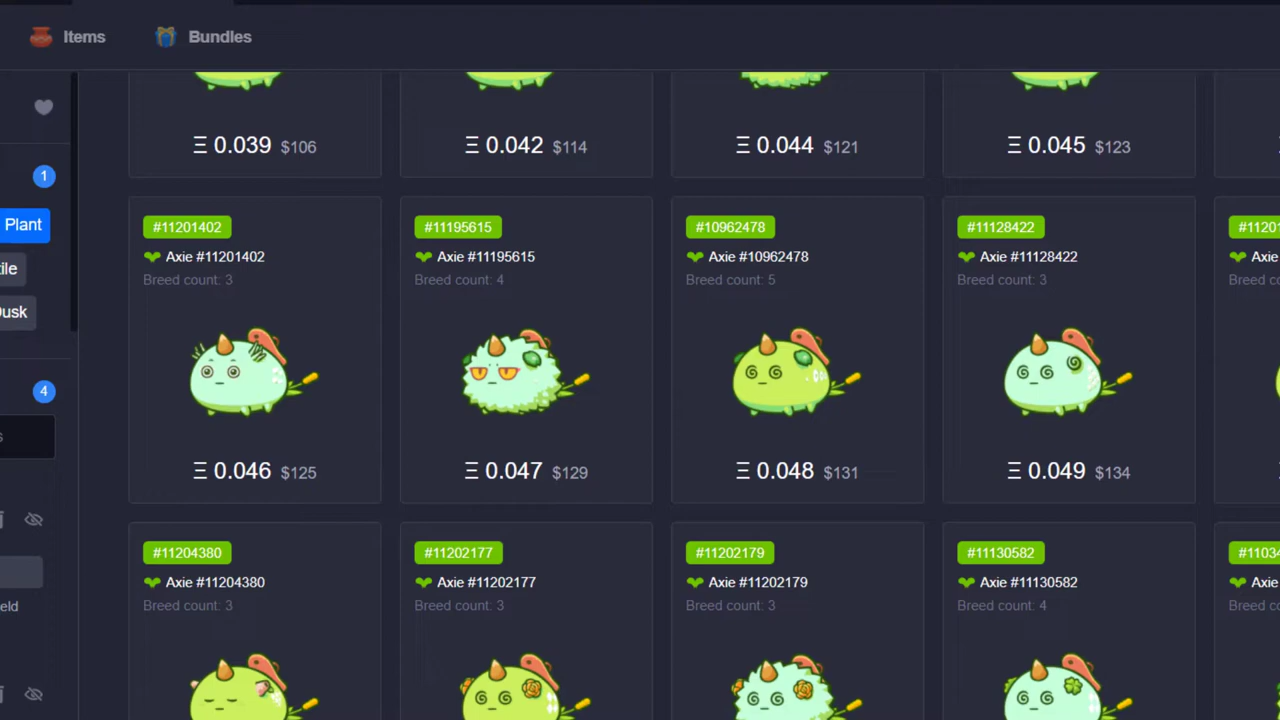 Items
Bundles
Ξ 0.039 $106
Ξ 0.042 $114
Ξ 0.044 $121
Ξ 0.045 $123
1
Plant
Dusk
4
#11201402
Axie #11201402
Breed count: 3
Ξ 0.046 $125
#11195615
Axie #11195615
Breed count: 4
Ξ 0.047 $129
#10962478
Axie #10962478
Breed count: 5
Ξ 0.048 $131
#11128422
Axie #11128422
Breed count: 3
Ξ 0.049 $134
Axie
#11204380
Axie #11204380
Breed count: 3
#11202177
Axie #11202177
Breed count: 3
#11202179
Axie #11202179
Breed count: 3
#11130582
Axie #11130582
Breed count: 4
Axie